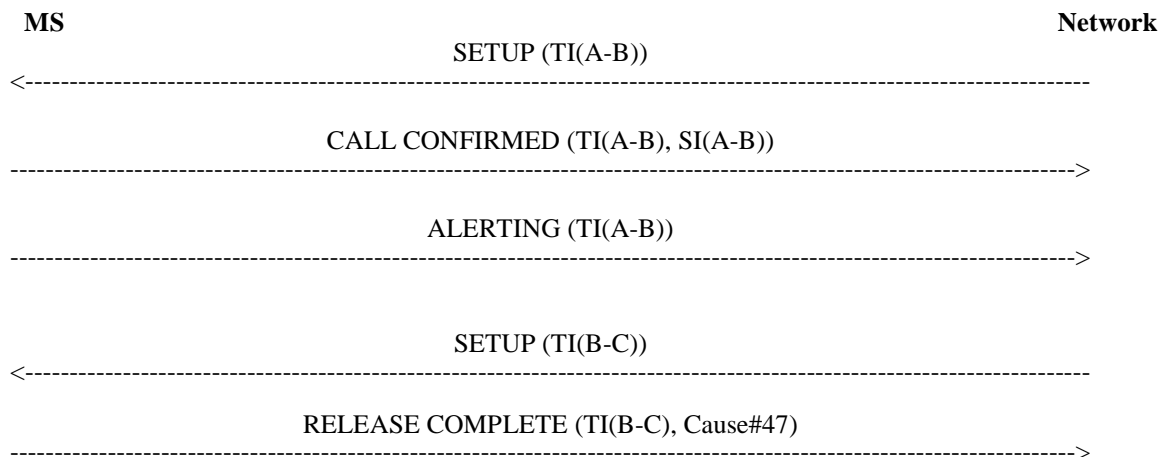 MS Network
SETUP (TI(A-B))
<------------------------------------------------------------------------------------------------------------------------
CALL CONFIRMED (TI(A-B), SI(A-B))
------------------------------------------------------------------------------------------------------------------------>
ALERTING (TI(A-B))
------------------------------------------------------------------------------------------------------------------------>
SETUP (TI(B-C))
<------------------------------------------------------------------------------------------------------------------------
RELEASE COMPLETE (TI(B-C), Cause#47)
------------------------------------------------------------------------------------------------------------------------>